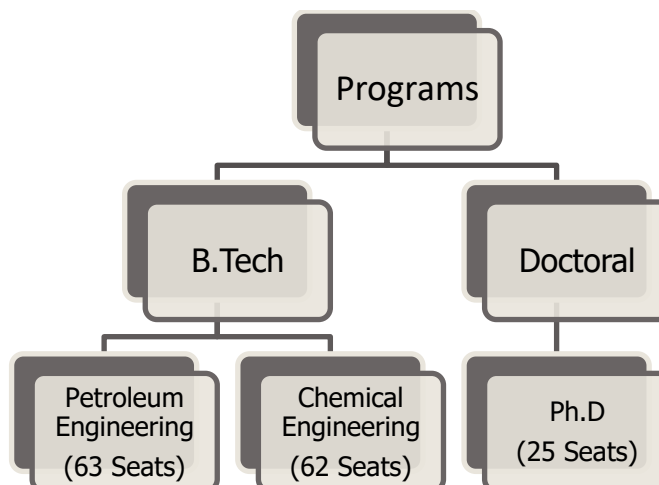 Programs
B.Tech
Doctoral
Petroleum
Engineering
(63 Seats)
Chemical
Engineering
(62 Seats)
Ph.D
(25 Seats)